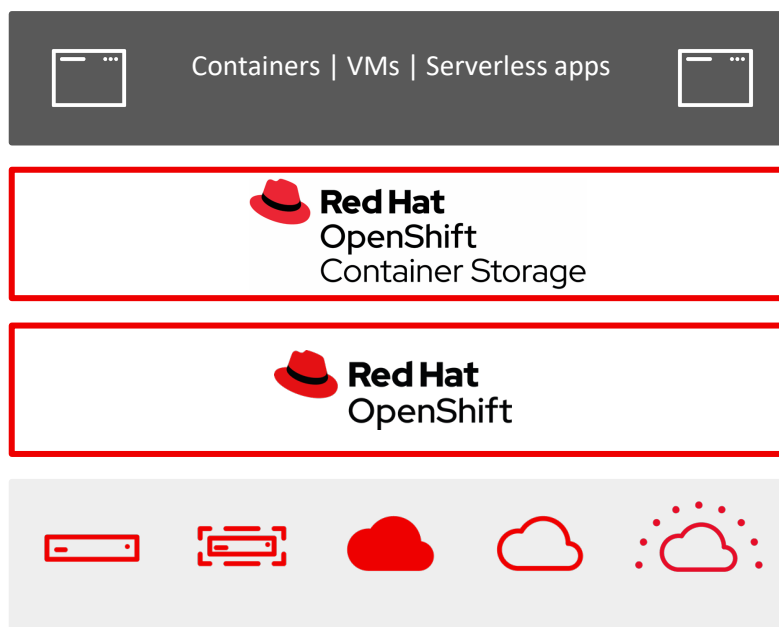 Containers | VMs | Serverless apps
Red Hat
OpenShift
Container Storage
Red Hat
OpenShift